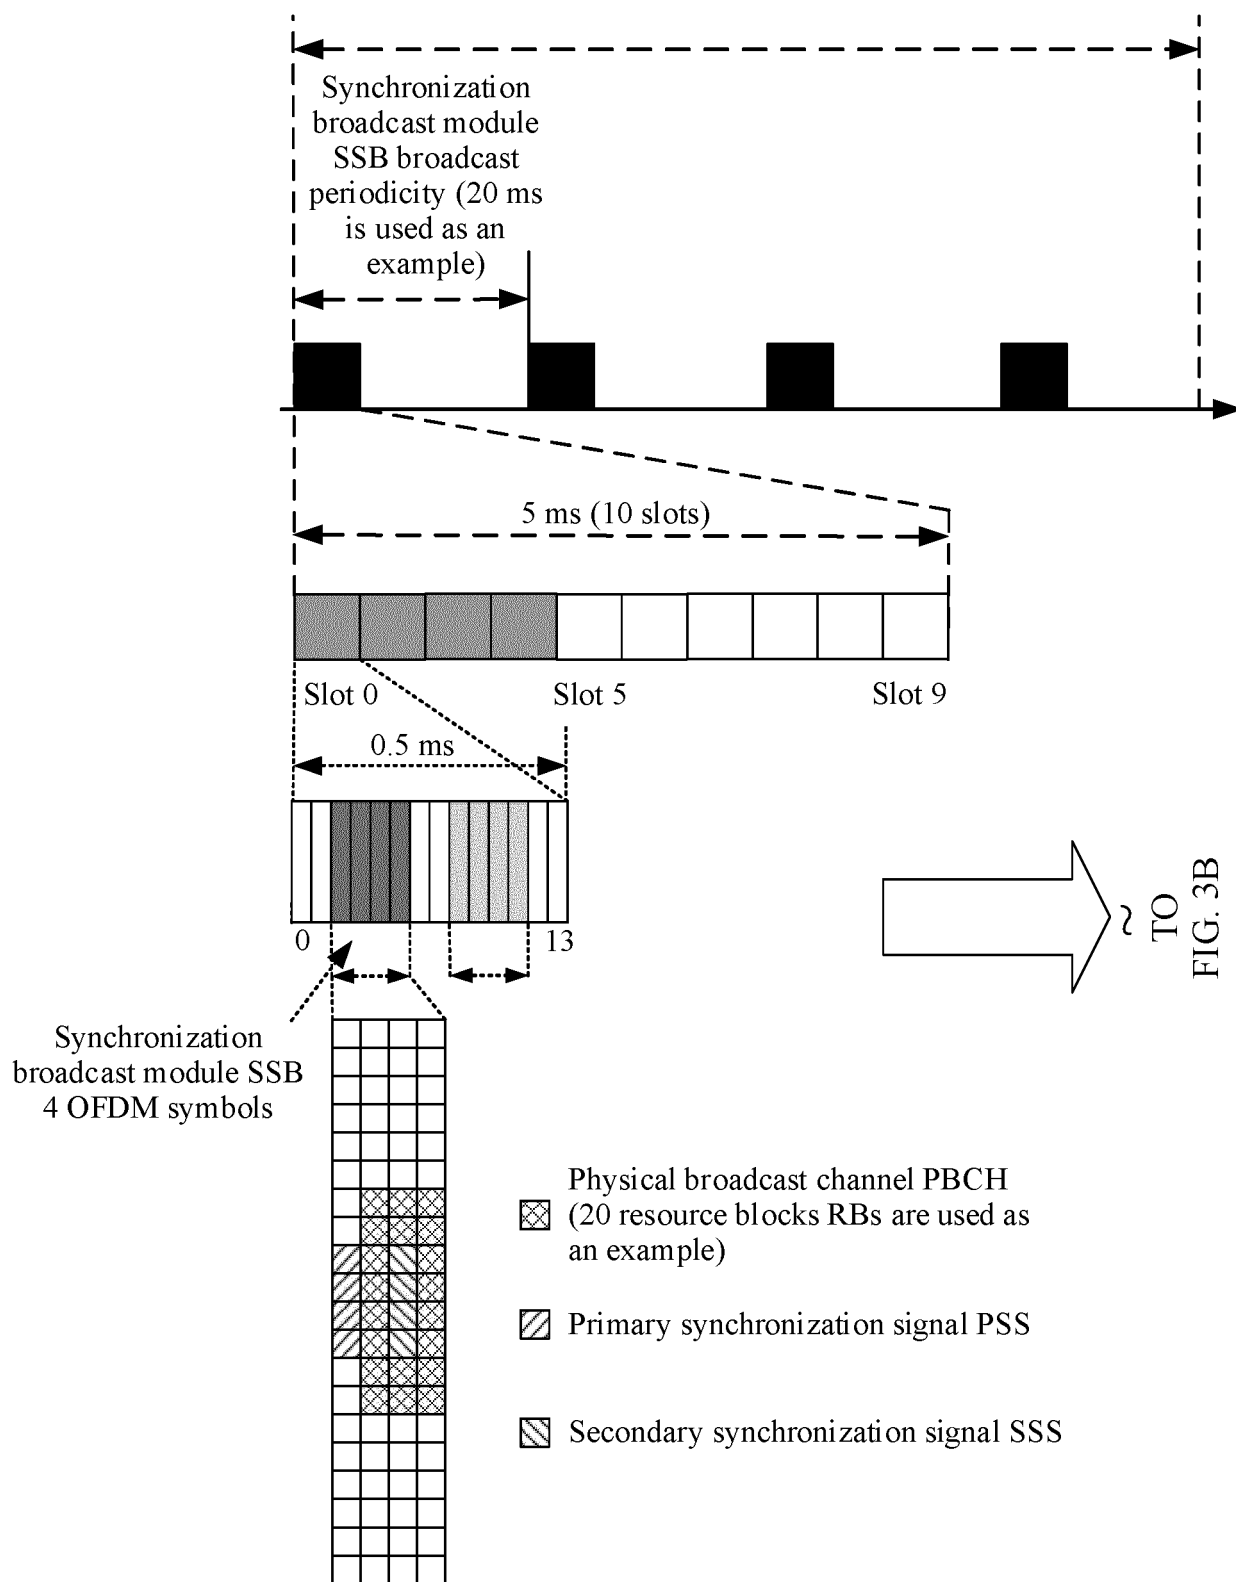 Synchronization
broadcast module
SSB broadcast
periodicity (20 ms
is used as an
example)
5 ms (10 slots)
Slot 0
Slot 5
Slot 9
0.5 ms
0
13
TO
FIG. 3B
Synchronization
broadcast module SSB
4 OFDM symbols
Physical broadcast channel PBCH
(20 resource blocks RBs are used as
an example)
Primary synchronization signal PSS
Secondary synchronization signal SSS